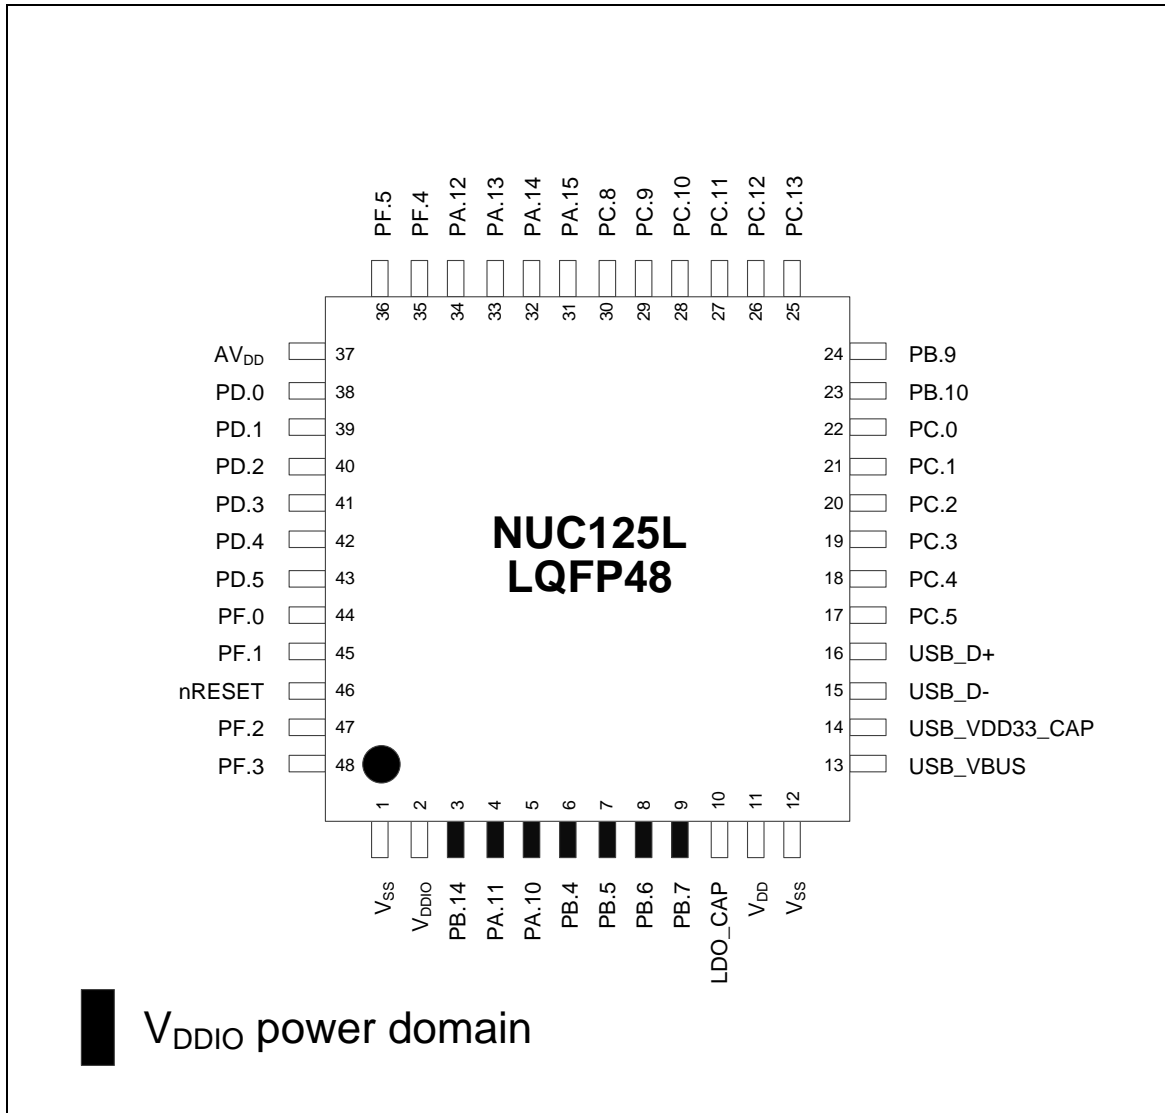 PF.5
PF.4
PA.12
PA.13
PA.14
PA.15
PC.8
PC.9
PC.10
PC.11
PC.12
PC.13
36
35
34
33
32
31
30
29
28
27
26
25
AVDD 37
PD.0 38
PD.1 39
PD.2 40
PD.3 41
PD.4 42
PD.5 43
PF.0 44
PF.1 45
nRESET 46
PF.2 47
PF.3 48
NUC125L
LQFP48
24 PB.9
23 PB.10
22 PC.0
21 PC.1
20 PC.2
19 PC.3
18 PC.4
17 PC.5
16 USB_D+
15 USB_D-
14 USB_VDD33_CAP
13 USB_VBUS
1
2
3
4
5
6
7
8
9
10
11
12
VSS
VDDIO
PB.14
PA.11
PA.10
PB.4
PB.5
PB.6
PB.7
LDO_CAP
VDD
VSS
VDDIO power domain